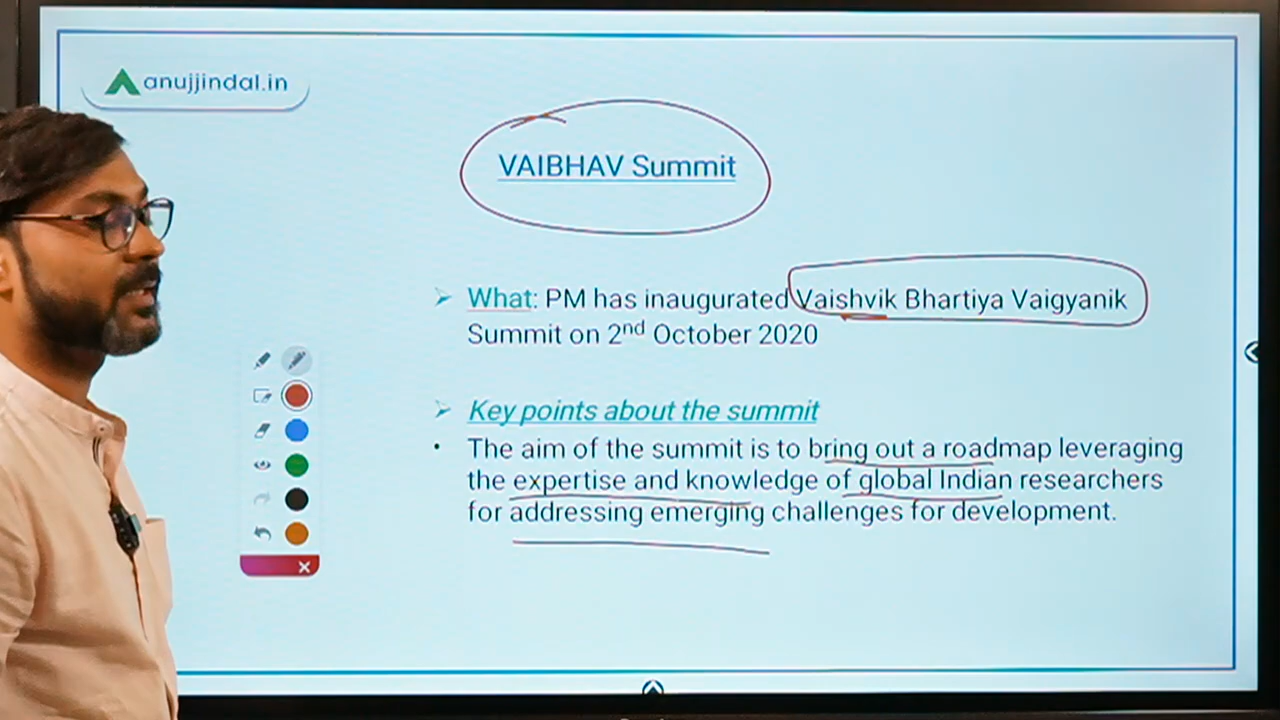 anujjindal.in
VAIBHAV Summit
What: PM has inaugurated Vaishvik Bhartiya Vaigyanik
Summit on 2nd October 2020
Key points about the summit
The aim of the summit is to bring out a roadmap leveraging
the expertise and knowledge of global Indian researchers
for addressing emerging challenges for development.